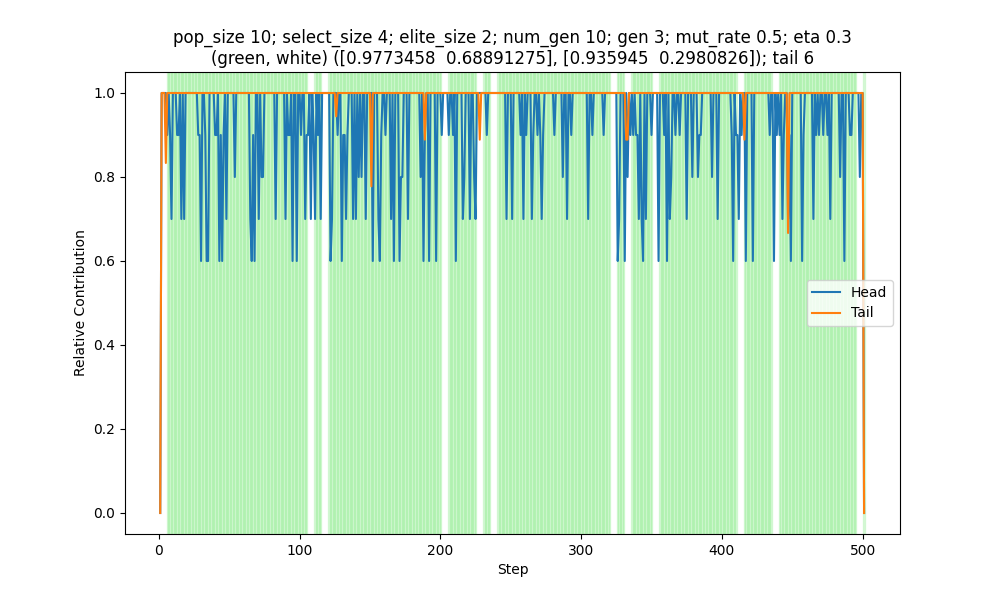 pop_size 10; select_size 4; elite_size 2; num_gen 10; gen 3; mut_rate 0.5; eta 0.3
(green, white) ([0.9773458  0.68891275], [0.935945  0.2980826]); tail 6
1.0
0.8
0.6
0.4
0.2
0.0
Relative Contribution
Head
Tail
0
100
200
300
400
500
Step